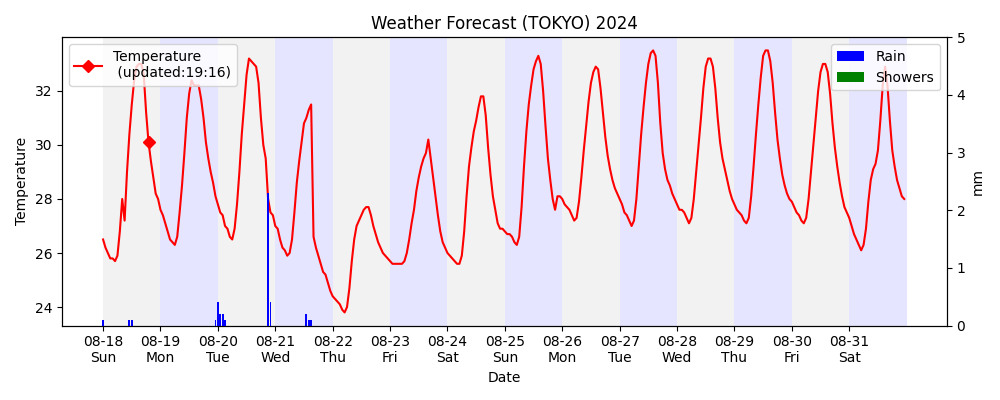 Weather Forecast (TOKYO) 2024
Temperature
(updated:19:16)
Rain
Showers
Temperature
32
30
28
26
24
5
4
3
2
1
0
mm
08-18 08-19 08-20 08-21 08-22 08-23 08-24 08-25 08-26 08-27 08-28 08-29 08-30 08-31
Sun Mon Tue Wed Thu Fri Sat Sun Mon Tue Wed Thu Fri Sat
Date